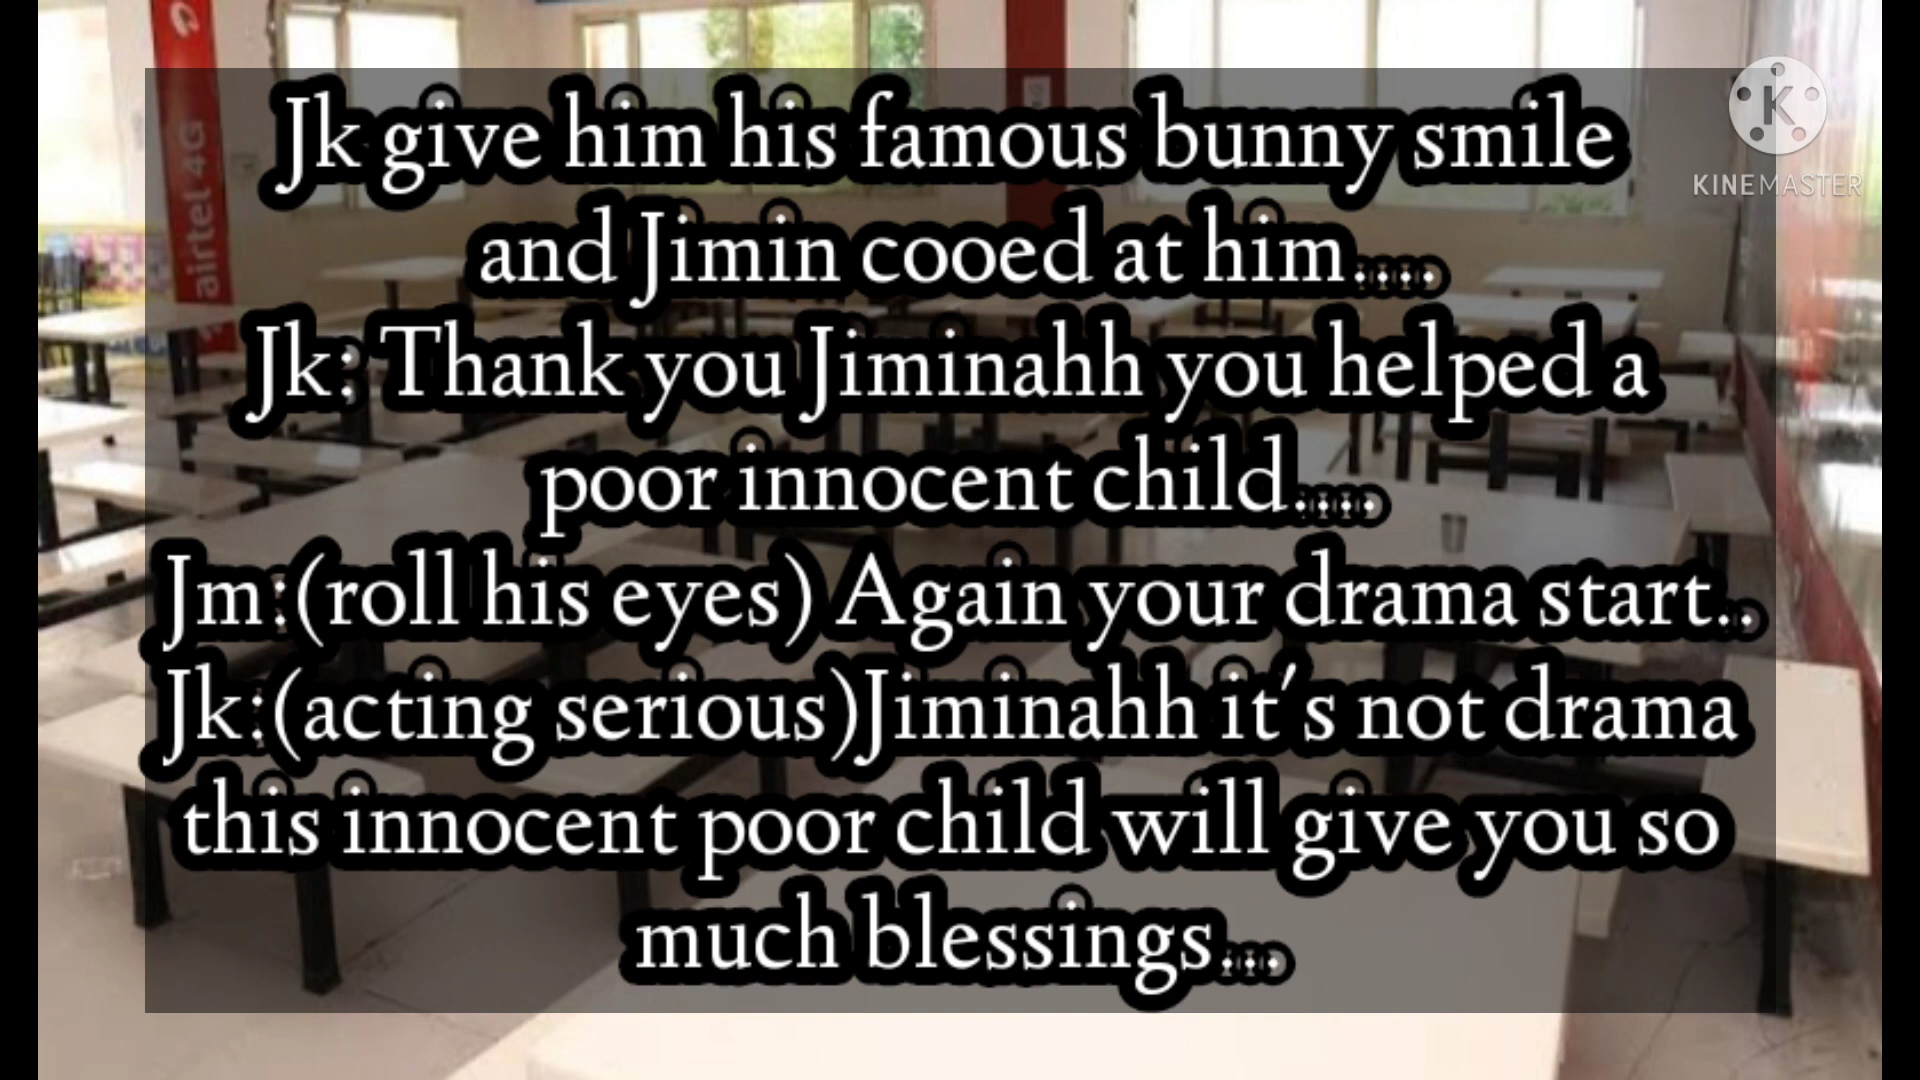 Jk give him his famous bunny smile
and Jimin cooed at him....
Jk: Thank you Jiminahh you helped a
poor innocent child....
Jm:(roll his eyes) Again your drama start..
Jk:(acting serious)Jiminahh it's not drama
this innocent poor child will give you so
much blessings...
airtel 4G
K
KINEMASTER